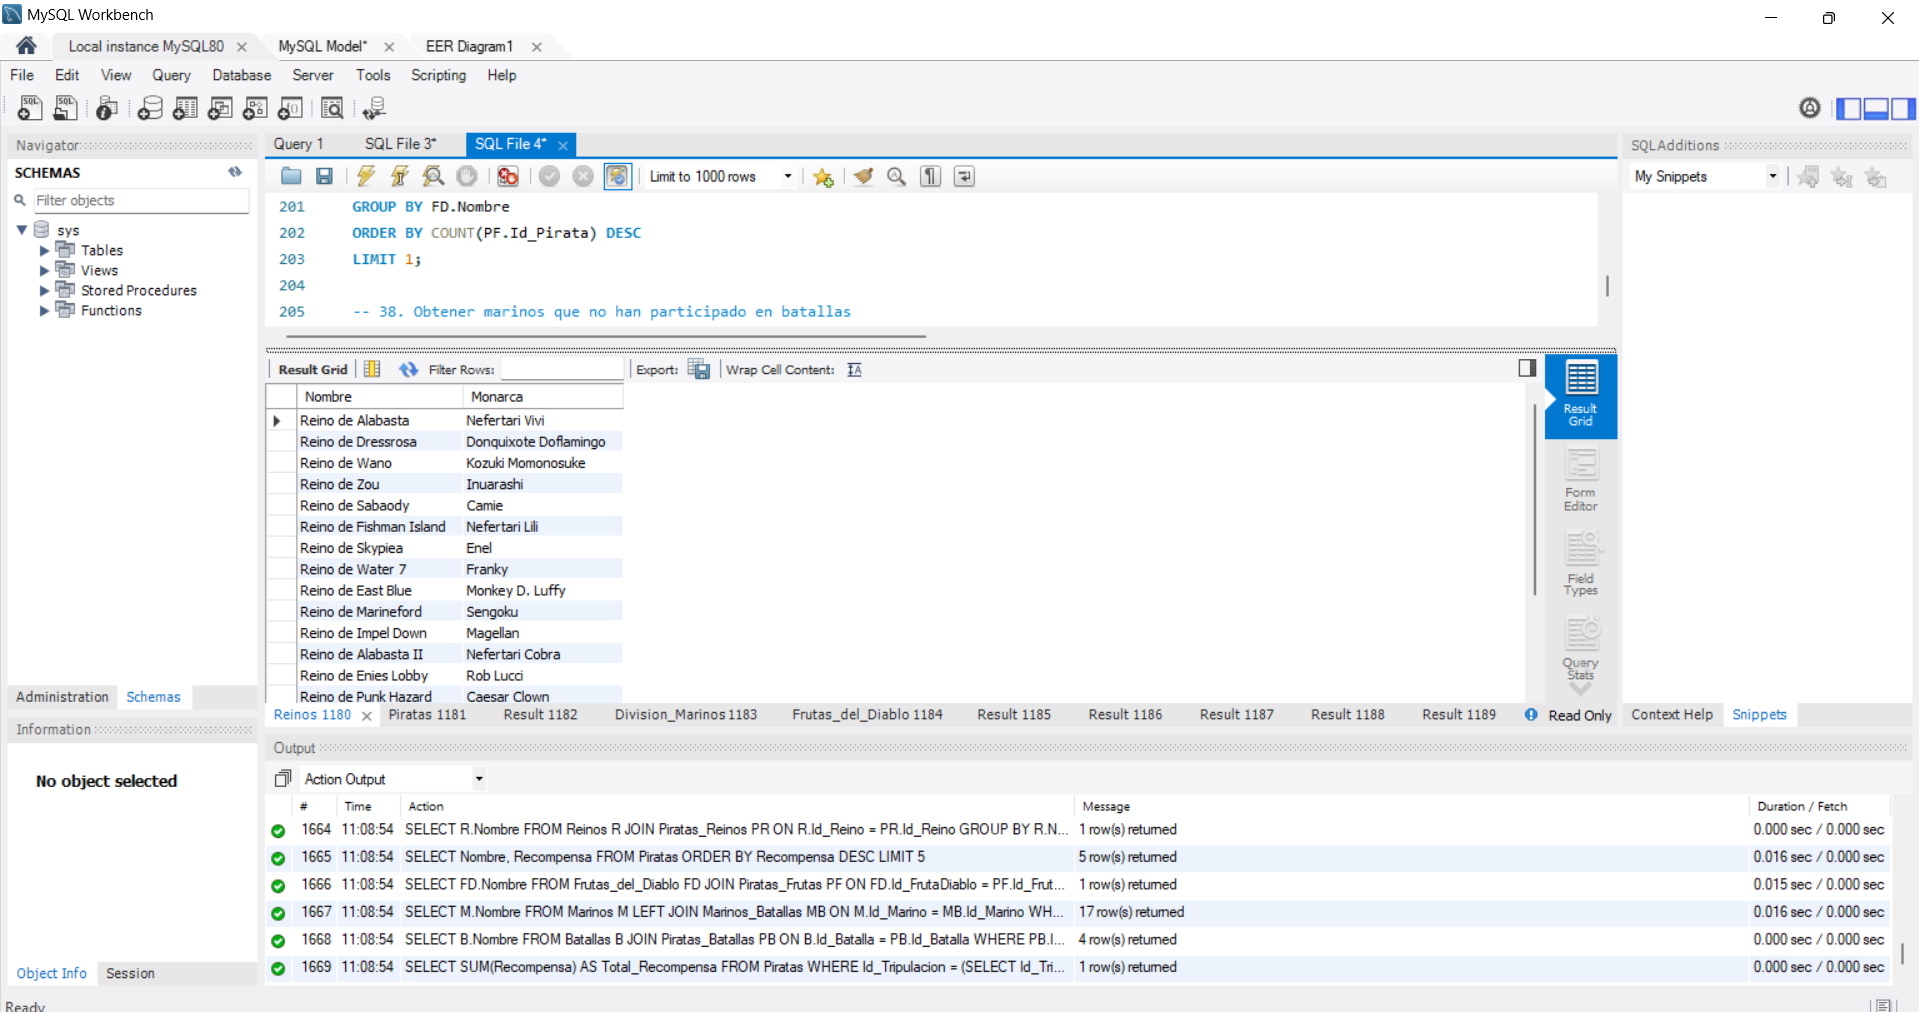 MySQL Workbench
Local instance MySQL80
MySQL Model*
EER Diagram1
File Edit View Query Database Server Tools Scripting Help
Navigator
SCHEMAS
Filter objects
sys
Tables
Views
Stored Procedures
Functions
Administration Schemas
Information
No object selected
Object Info Session
Ready
Query 1 SQL File 3* SQL File 4*
Limit to 1000 rows
201 GROUP BY FD.Nombre
202 ORDER BY COUNT(PF.Id_Pirata) DESC
203 LIMIT 1;
204
205 -- 38. Obtener marinos que no han participado en batallas
Result Grid Filter Rows: Export: Wrap Cell Content:
Nombre Monarca
Reino de Alabasta Nefertari Vivi
Reino de Dressrosa Donquixote Doflamingo
Reino de Wano Kozuki Momonosuke
Reino de Zou Inuarashi
Reino de Sabaody Camie
Reino de Fishman Island Nefertari Lili
Reino de Skypiea Enel
Reino de Water 7 Franky
Reino de East Blue Monkey D. Luffy
Reino de Marineford Sengoku
Reino de Impel Down Magellan
Reino de Alabasta II Nefertari Cobra
Reino de Enies Lobby Rob Lucci
Reino de Punk Hazard Caesar Clown
Result Grid
Form Editor
Field Types
Query Stats
Reinos 1180 Piratas 1181 Result 1182 Division_Marinos 1183 Frutas_del_Diablo 1184 Result 1185 Result 1186 Result 1187 Result 1188 Result 1189 Read Only
SQLAdditions
My Snippets
Context Help Snippets
Output
Action Output
# Time Action Message Duration / Fetch
1664 11:08:54 SELECT R.Nombre FROM Reinos R JOIN Piratas_Reinos PR ON R.Id_Reino = PR.Id_Reino GROUP BY R.N... 1 row(s) returned 0.000 sec / 0.000 sec
1665 11:08:54 SELECT Nombre, Recompensa FROM Piratas ORDER BY Recompensa DESC LIMIT 5 5 row(s) returned 0.016 sec / 0.000 sec
1666 11:08:54 SELECT FD.Nombre FROM Frutas_del_Diablo FD JOIN Piratas_Frutas PF ON FD.Id_FrutaDiablo = PF.Id_Frut... 1 row(s) returned 0.015 sec / 0.000 sec
1667 11:08:54 SELECT M.Nombre FROM Marinos M LEFT JOIN Marinos_Batallas MB ON M.Id_Marino = MB.Id_Marino WH... 17 row(s) returned 0.016 sec / 0.000 sec
1668 11:08:54 SELECT B.Nombre FROM Batallas B JOIN Piratas_Batallas PB ON B.Id_Batalla = PB.Id_Batalla WHERE PB.I... 4 row(s) returned 0.000 sec / 0.000 sec
1669 11:08:54 SELECT SUM(Recompensa) AS Total_Recompensa FROM Piratas WHERE Id_Tripulacion = (SELECT Id_Tri... 1 row(s) returned 0.000 sec / 0.000 sec